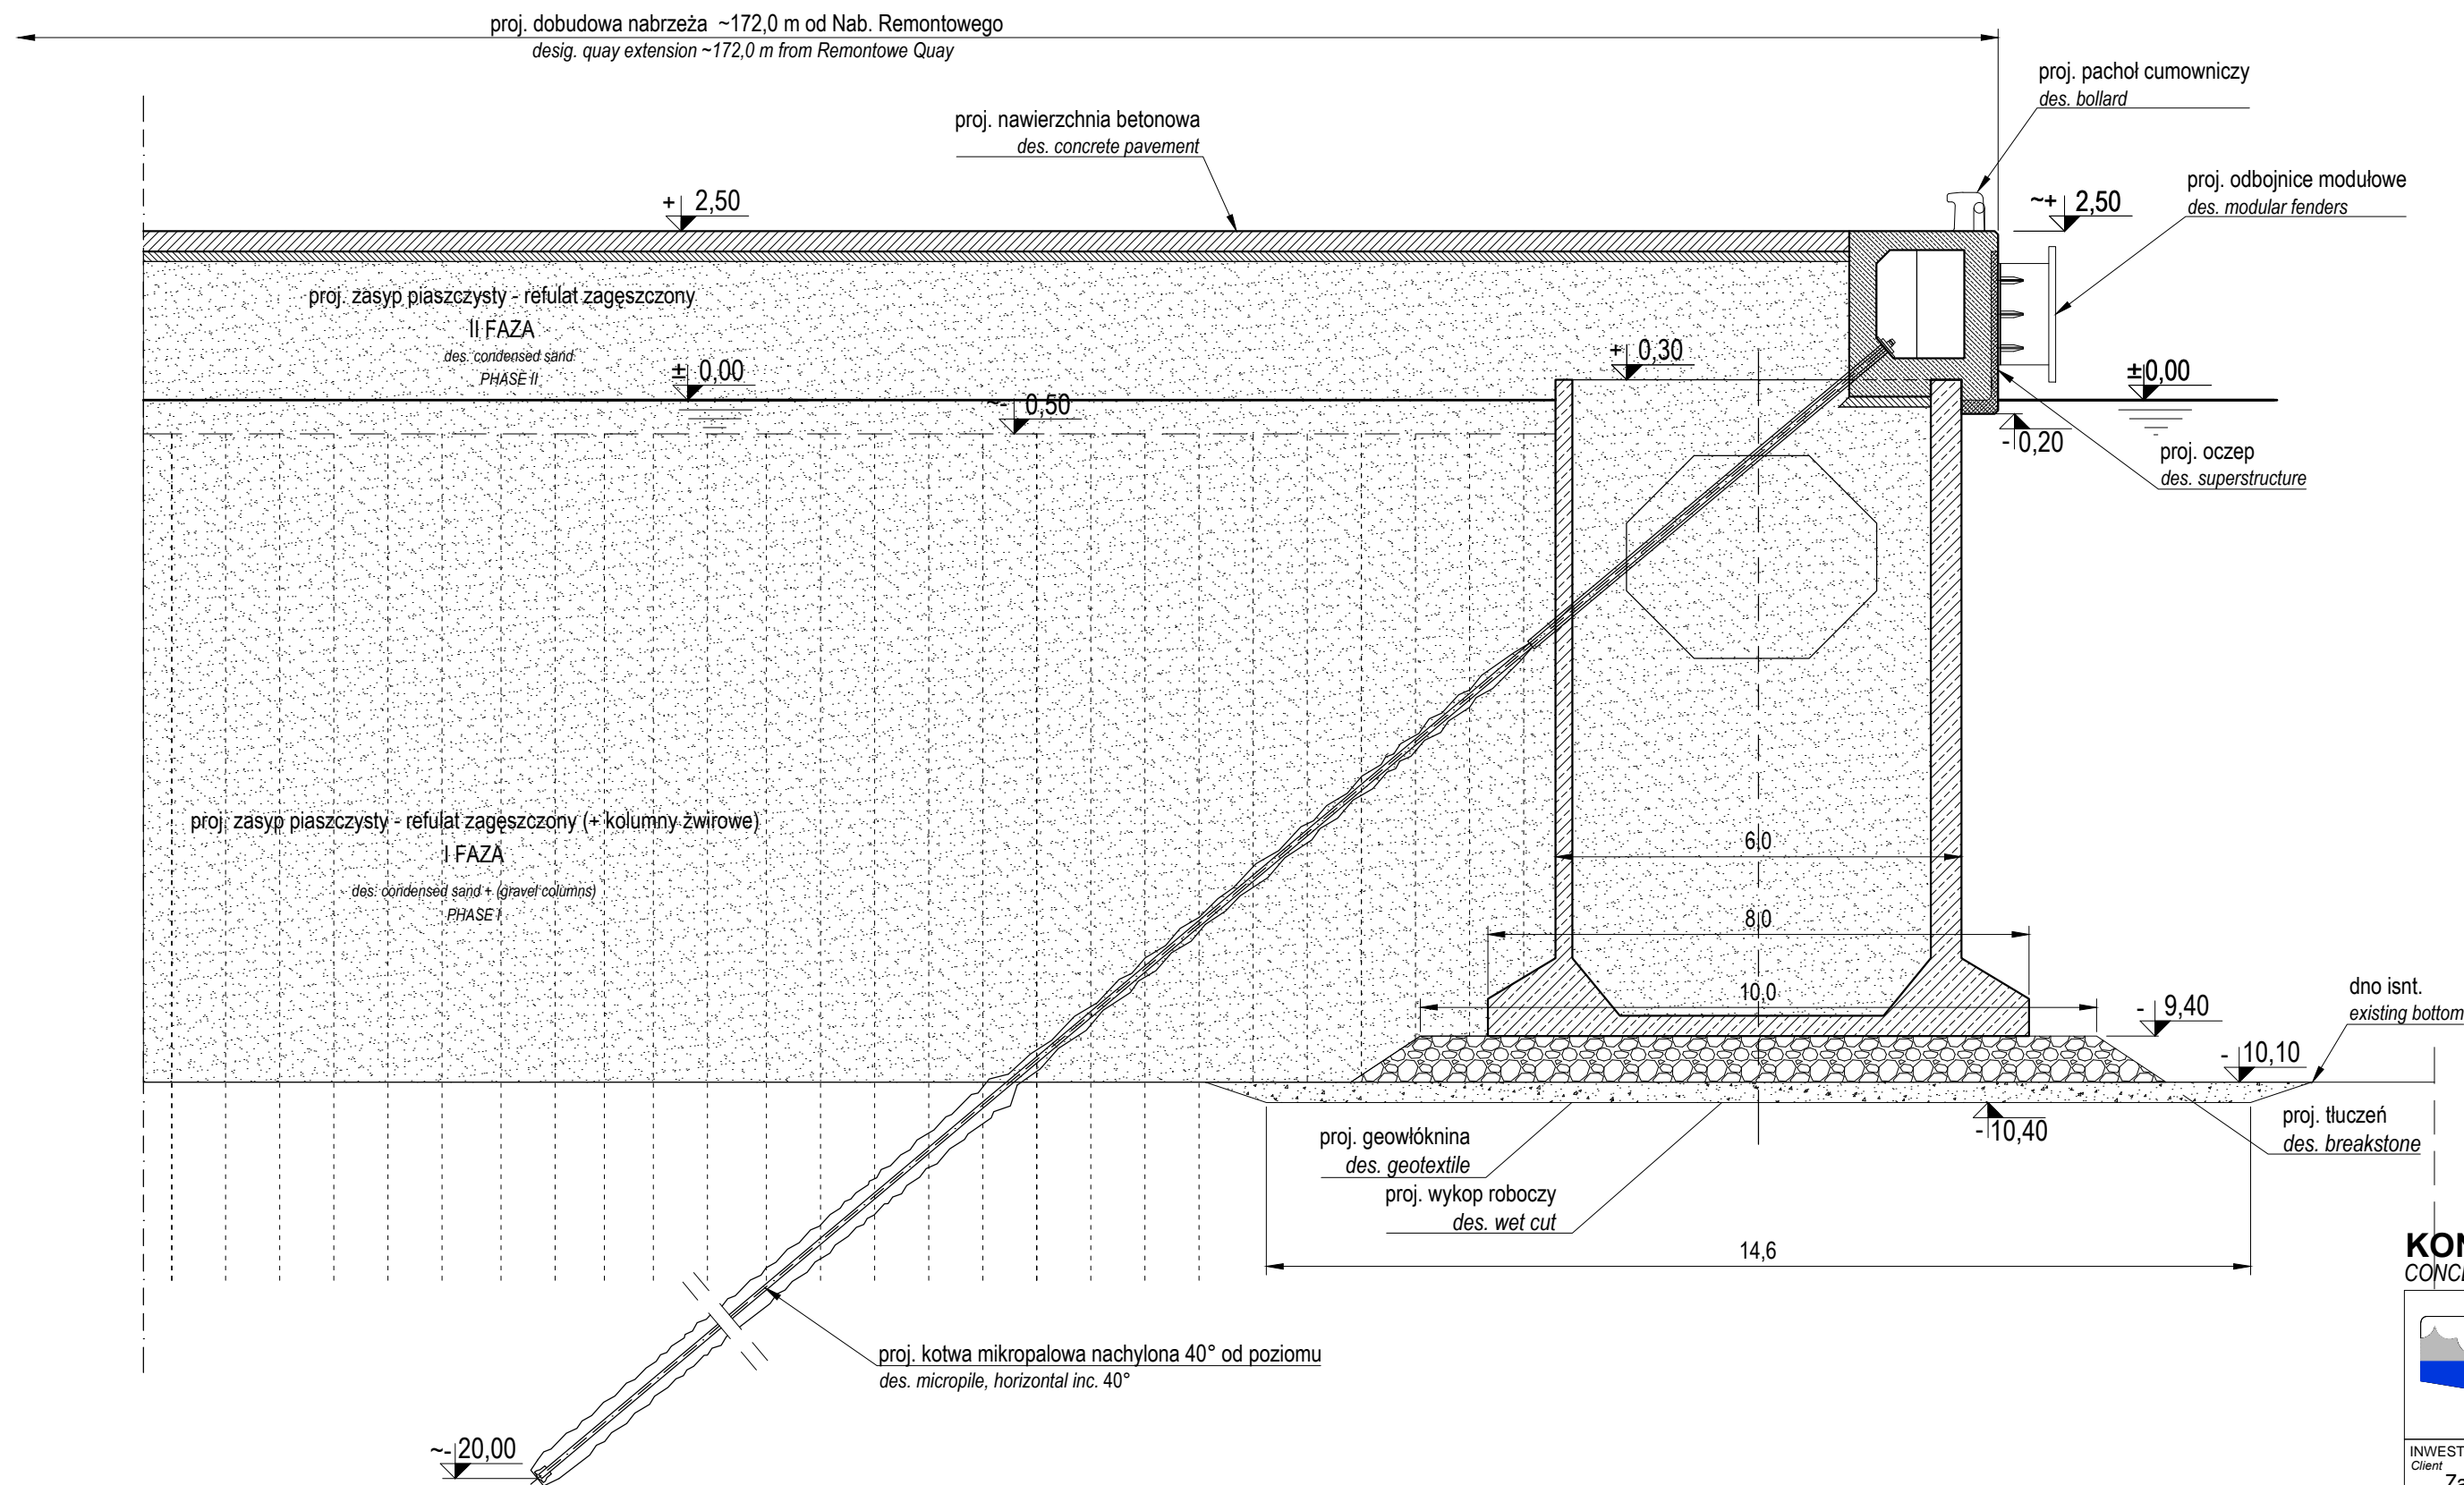 proj. dobudowa nabrzeża ~172,0 m od Nab. Remontowego
desig. quay extension ~172,0 m from Remontowe Quay
proj. pachoł cumowniczy
des. bollard
proj. nawierzchnia betonowa
des. concrete pavement
proj. odbojnice modułowe
des. modular fenders
+ 2,50
~+ 2,50
proj. zasyp piaszczysty - refulat zagęszczony
II FAZA
des. condensed sand
PHASE II
+ 0,30
± 0,00
±0,00
~- 0,50
- 0,20
proj. oczep
des. superstructure
proj. zasyp piaszczysty - refulat zagęszczony (+ kolumny żwirowe)
I FAZA
des. condensed sand + (gravel columns)
PHASE I
6,0
8,0
10,0
dno isnt.
existing bottom
- 9,40
- 10,10
- 10,40
proj. tłuczeń
des. breakstone
proj. geowłóknina
des. geotextile
proj. wykop roboczy
des. wet cut
14,6
proj. kotwa mikropalowa nachylona 40° od poziomu
des. micropile, horizontal inc. 40°
~- 20,00
KON
CONC
INWEST
Client
Za